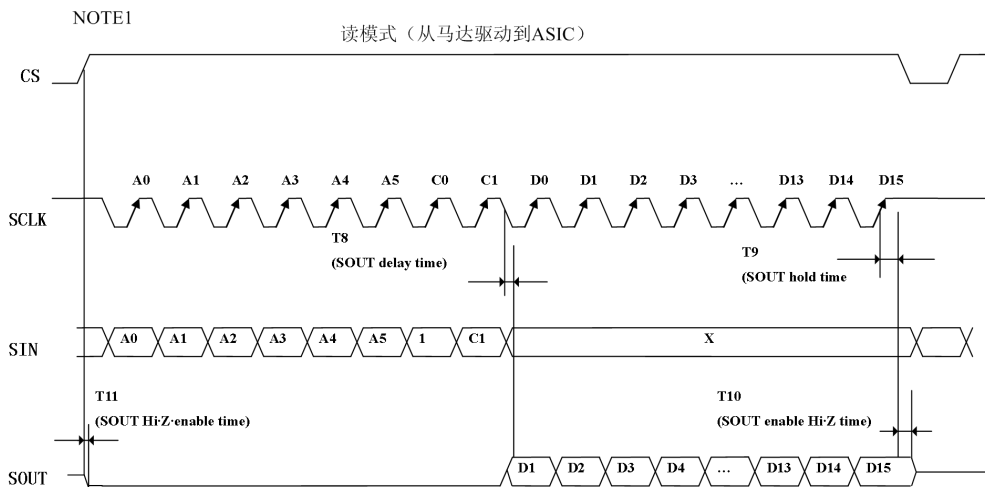 NOTE1
读模式（从马达驱动到ASIC）
CS
A0 A1 A2 A3 A4 A5 C0 C1 D0 D1 D2 D3 … D13 D14 D15
SCLK
T8
(SOUT delay time)
T9
(SOUT hold time
SIN
A0 A1 A2 A3 A4 A5 1 C1 X
T11
(SOUT Hi-Z-enable time)
T10
(SOUT enable Hi-Z time)
SOUT
D1 D2 D3 D4 … D13 D14 D15